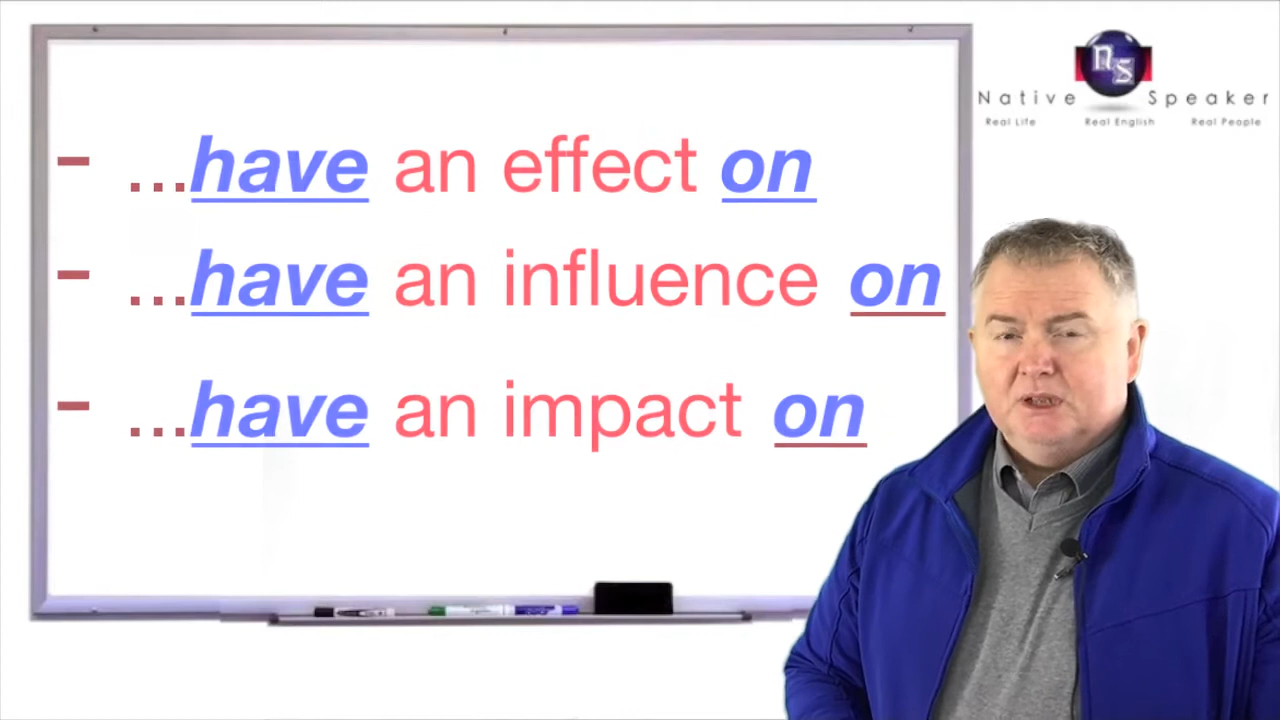 - ...have an effect on
- ...have an influence on
- ...have an impact on
ns
Native Speaker
Real Life Real English Real People